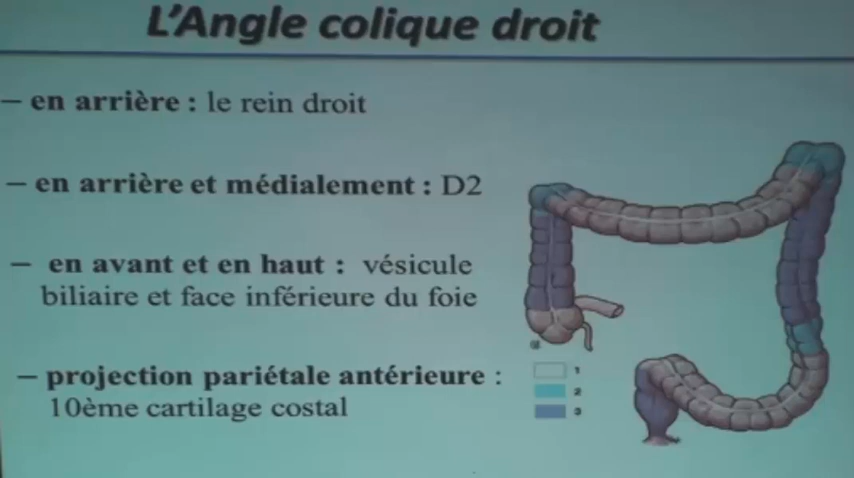 L'Angle colique droit
– en arrière : le rein droit
– en arrière et médialement : D2
– en avant et en haut : vésicule
biliaire et face inférieure du foie
– projection pariétale antérieure :
10ème cartilage costal
1
2
3